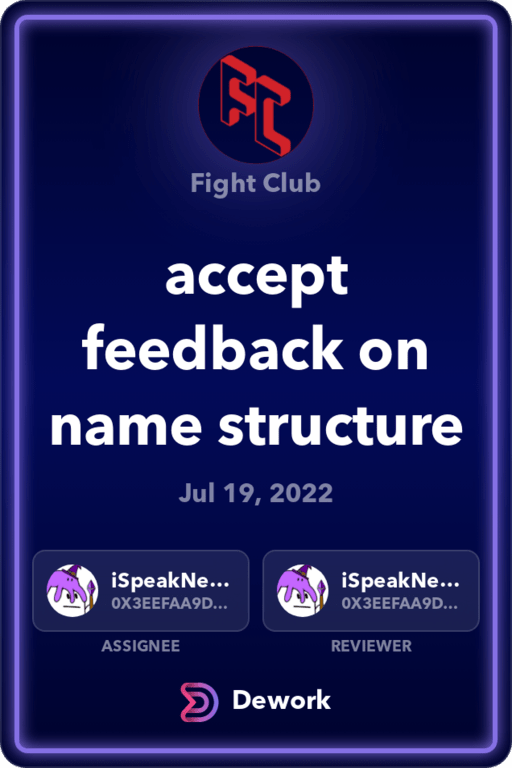 Fight Club
accept
feedback on
name structure
Jul 19, 2022
iSpeakNe... iSpeakNe...
0X3EEFAA9D... 0X3EEFAA9D...
ASSIGNEE REVIEWER
Dework